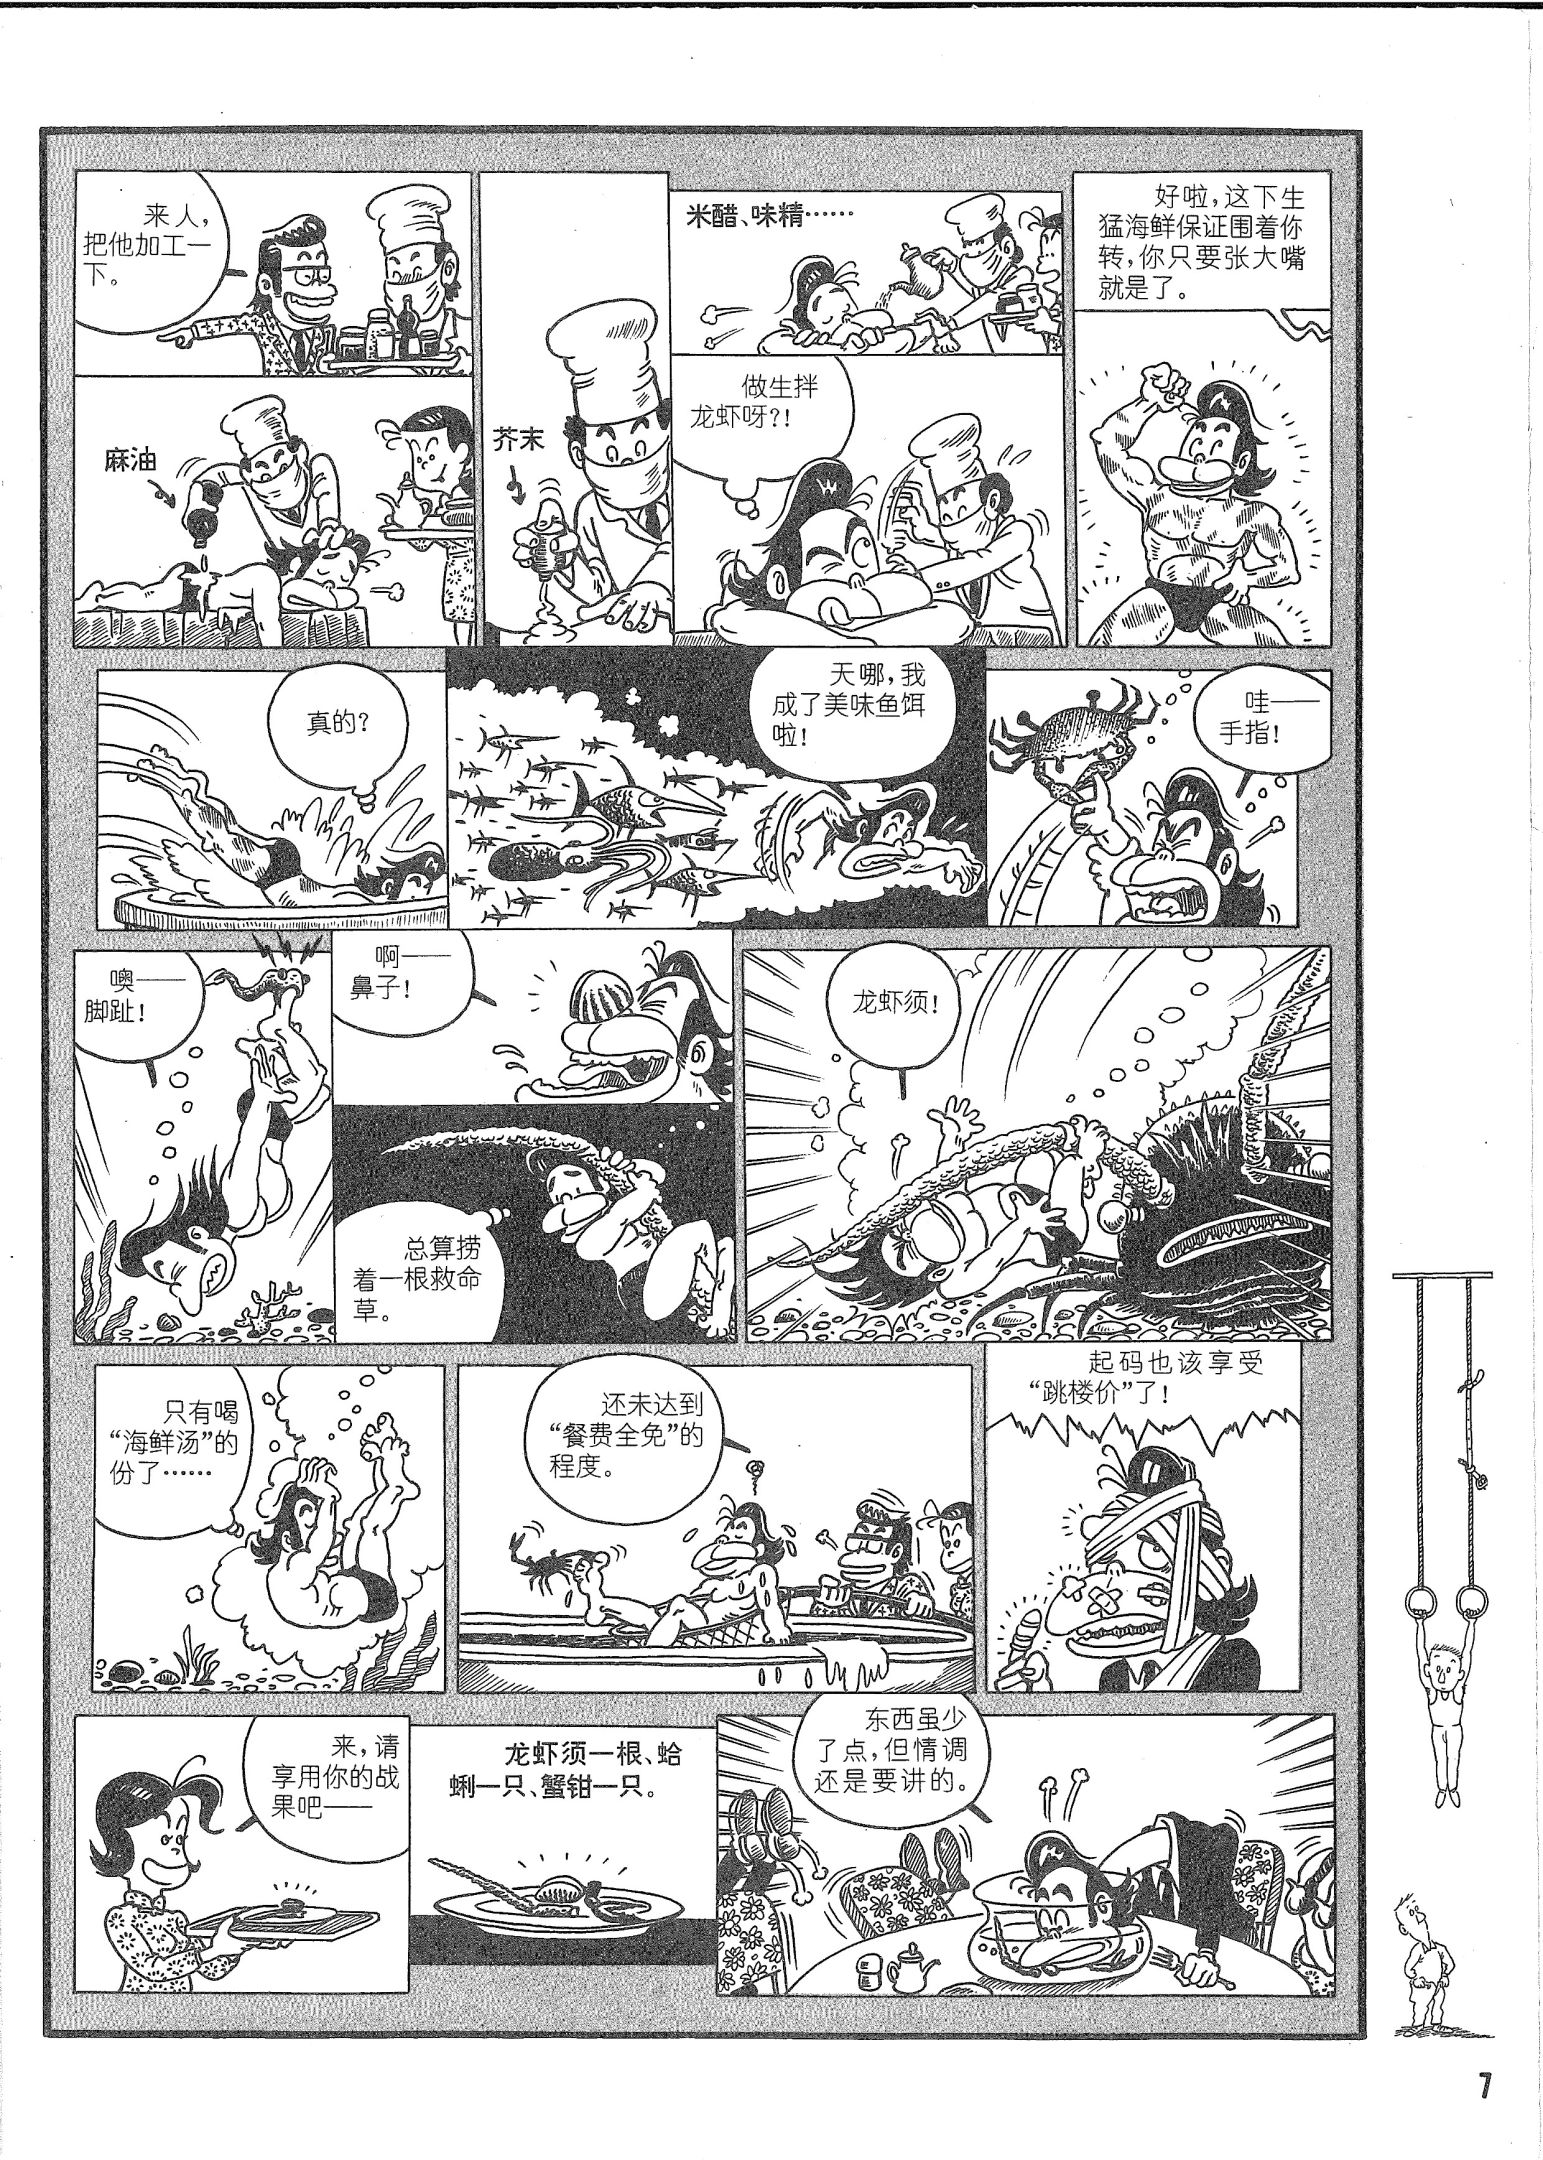 来人，
把他加工一
下。
麻油
芥末
米醋、味精……
做生拌
龙虾呀？！
好啦，这下生
猛海鲜保证围着你
转，你只要张大嘴
就是了。
真的？
天哪，我
成了美味鱼饵
啦！
哇——
手指！
噢——
脚趾！
啊——
鼻子！
总算捞
着一根救命
草。
龙虾须！
只有喝
“海鲜汤”的
份了……
还未达到
“餐费全免”的
程度。
起码也该享受
“跳楼价”了！
来，请
享用你的战
果吧——
龙虾须一根、蛤
蜊一只、蟹钳一只。
东西虽少
了点，但情调
还是要讲的。
7